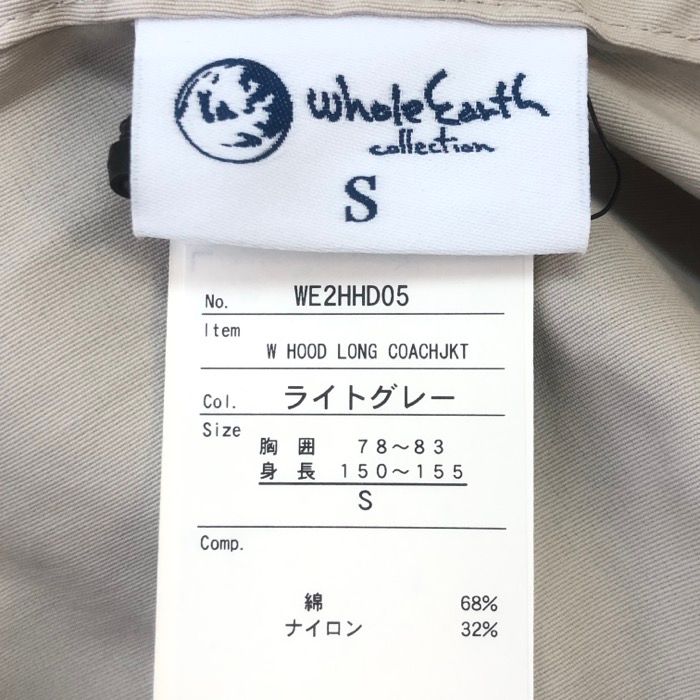 Whole Earth
collection
S
No. WE2HHD05
Item
W HOOD LONG COACHJKT
Col. ライトグレー
Size
胸囲 78～83
身長 150～155
S
Comp.
綿 68%
ナイロン 32%